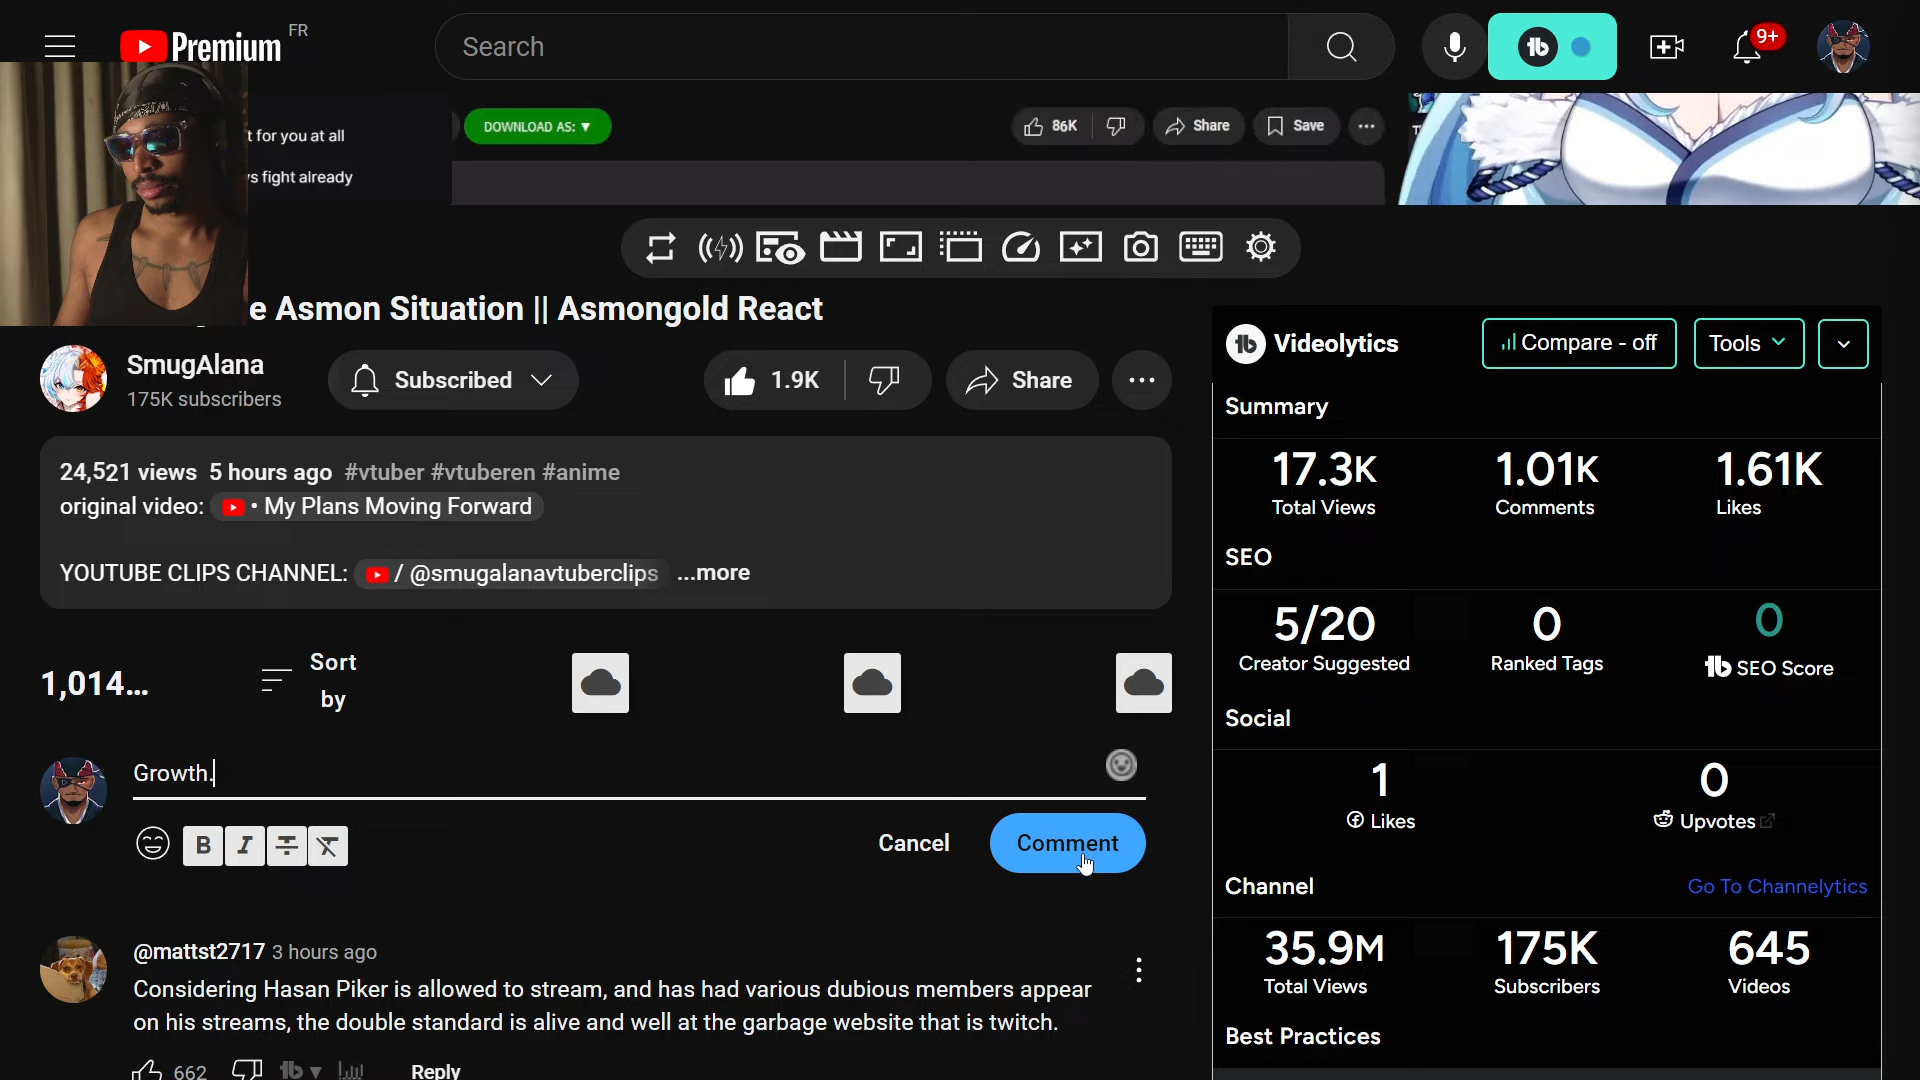 Premium FR
Search
9+
t for you at all
DOWNLOAD AS: ▼
86K
Share
Save
s fight already
e Asmon Situation || Asmongold React
SmugAlana
175K subscribers
Subscribed
1.9K
Share
24,521 views 5 hours ago #vtuber #vtuberen #anime
original video: • My Plans Moving Forward
YOUTUBE CLIPS CHANNEL: / @smugalanavtuberclips ...more
1,014...
Sort
by
Growth.
B I
Cancel
Comment
@mattst2717 3 hours ago
Considering Hasan Piker is allowed to stream, and has had various dubious members appear
on his streams, the double standard is alive and well at the garbage website that is twitch.
662
Reply
tb Videolytics
Compare - off
Tools
Summary
17.3K 1.01K 1.61K
Total Views Comments Likes
SEO
5/20 0 0
Creator Suggested Ranked Tags tb SEO Score
Social
1 0
Likes Upvotes
Channel Go To Channelytics
35.9M 175K 645
Total Views Subscribers Videos
Best Practices